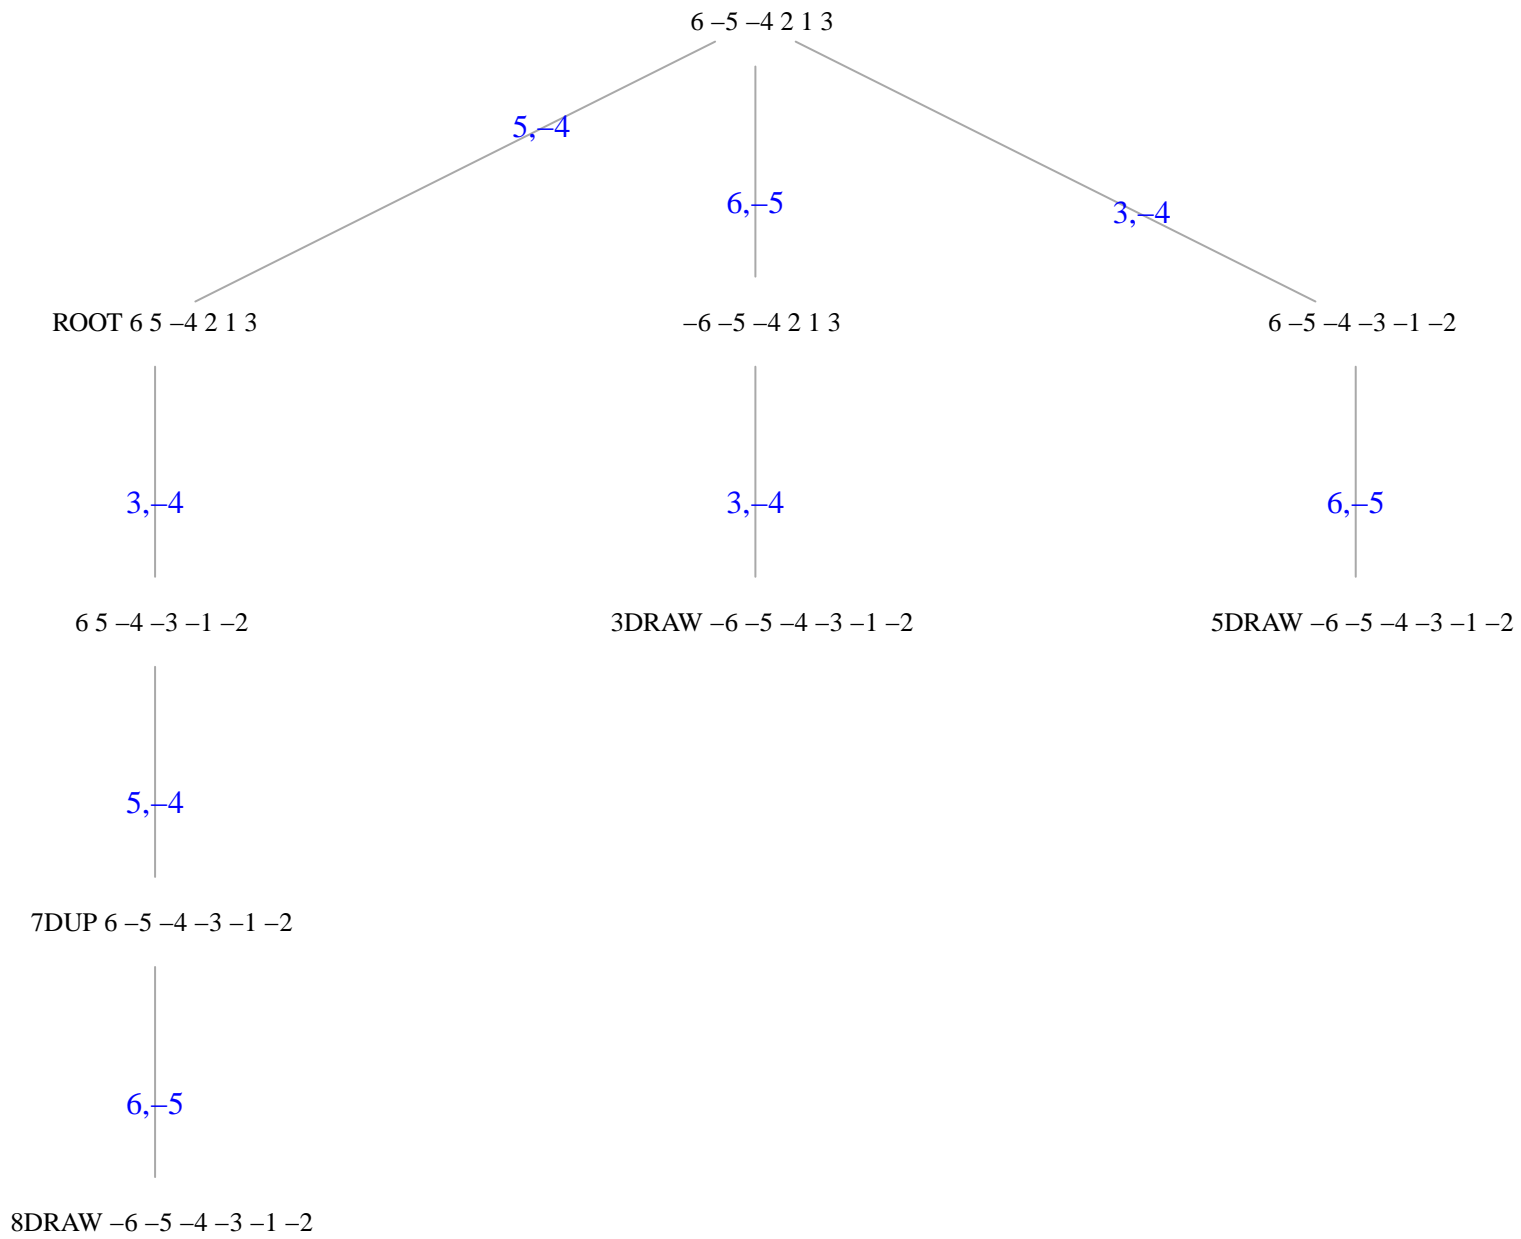 6 –5 –4 2 1 3
5,–4
6,–5
3,–4
ROOT 6 5 –4 2 1 3
–6 –5 –4 2 1 3
6 –5 –4 –3 –1 –2
3,–4
3,–4
6,–5
6 5 –4 –3 –1 –2
3DRAW –6 –5 –4 –3 –1 –2
5DRAW –6 –5 –4 –3 –1 –2
5,–4
7DUP 6 –5 –4 –3 –1 –2
6,–5
8DRAW –6 –5 –4 –3 –1 –2